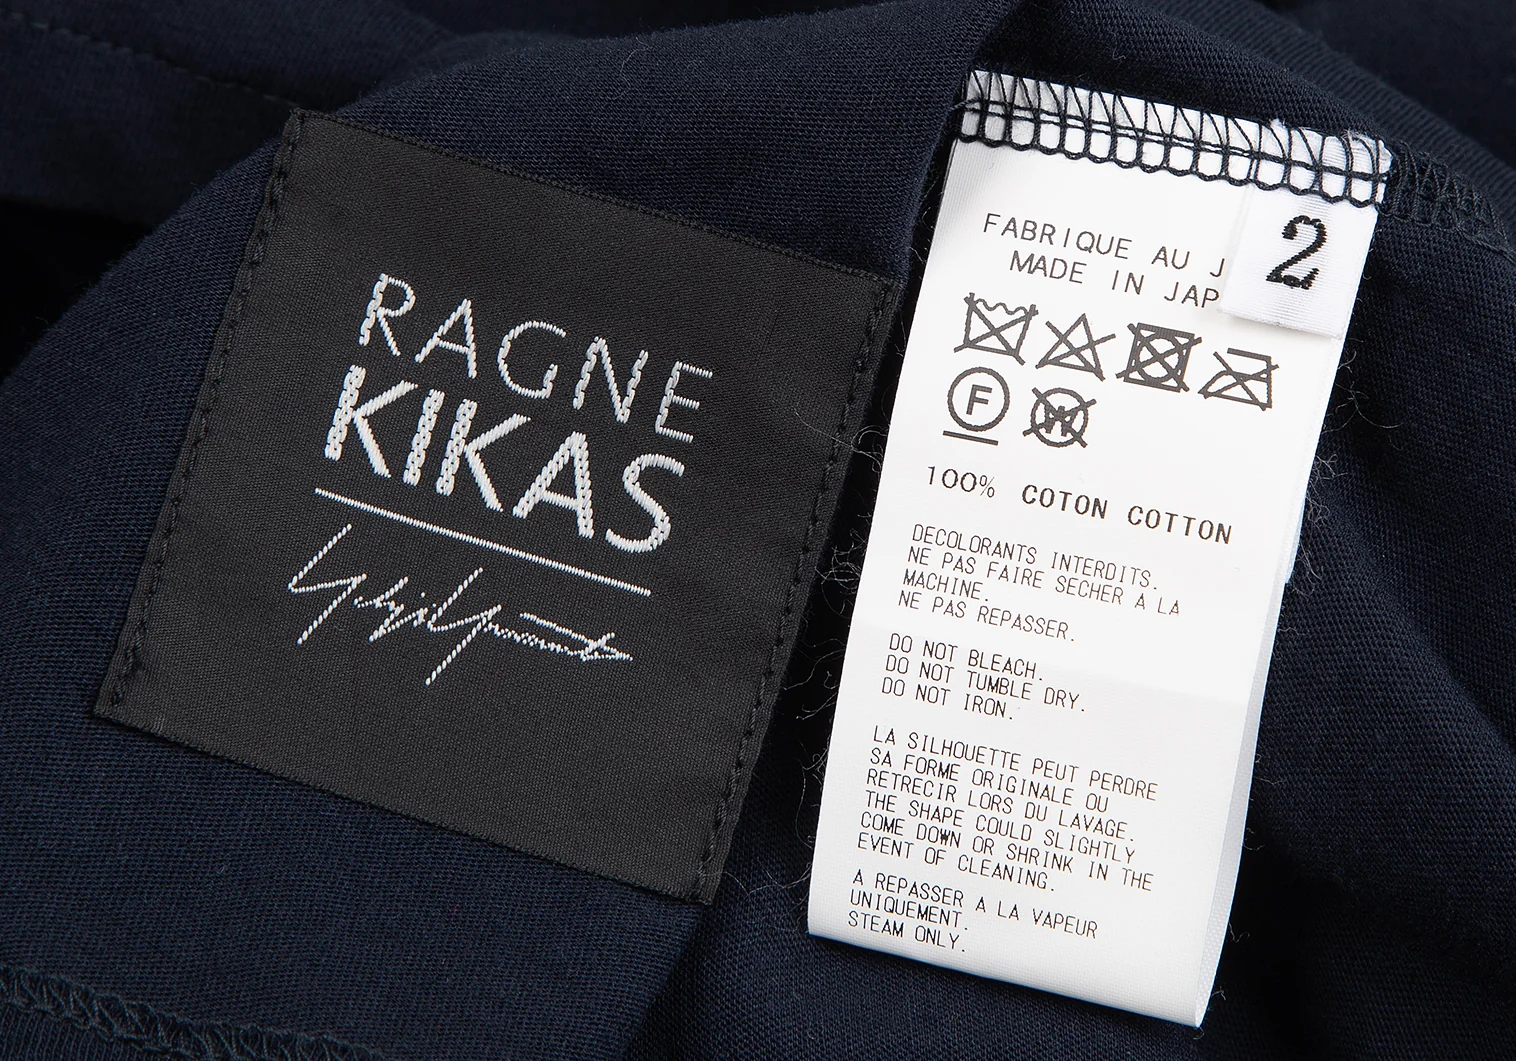 RAGNE
KIKAS
Yohji Yamamoto
2
FABRIQUE AU J
MADE IN JAP
F
W
100% COTON COTTON
DECOLORANTS INTERDITS.
NE PAS FAIRE SECHER A LA
MACHINE.
NE PAS REPASSER.
DO NOT BLEACH.
DO NOT TUMBLE DRY.
DO NOT IRON.
LA SILHOUETTE PEUT PERDRE
SA FORME ORIGINALE OU
RETRECIR LORS DU LAVAGE.
THE SHAPE COULD SLIGHTLY
COME DOWN OR SHRINK IN THE
EVENT OF CLEANING.
A REPASSER A LA VAPEUR
UNIQUEMENT.
STEAM ONLY.